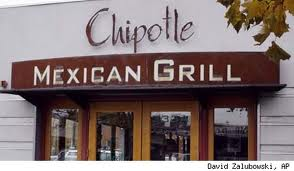 Chipotle
MEXICAN GRILL
David Zalubowski, AP